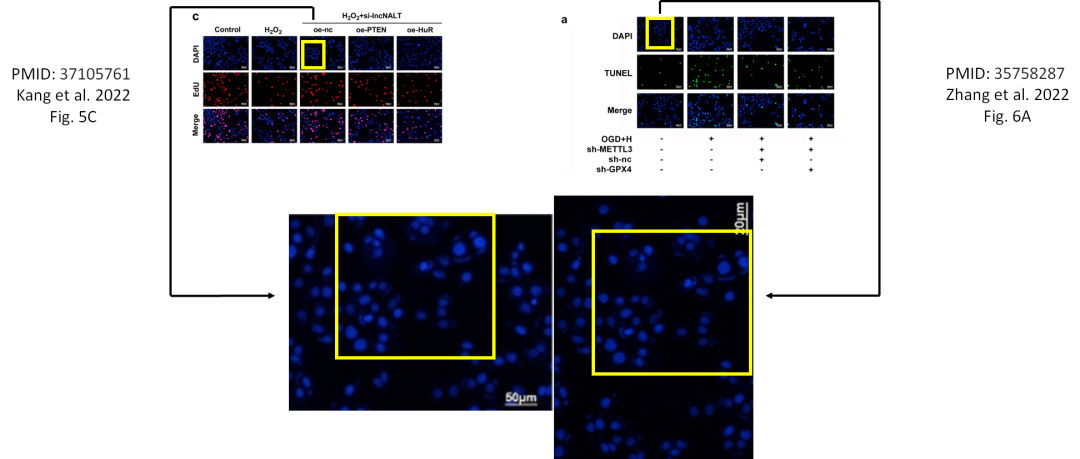 PMID: 37105761
Kang et al. 2022
Fig. 5C
C
H₂O₂+si-lncNALT
Control H₂O₂ oe-nc oe-PTEN oe-HuR
DAPI
EdU
Merge
a
DAPI
TUNEL
Merge
OGD+H - + + +
sh-METTL3 - - + +
sh-nc - - + -
sh-GPX4 - - - +
PMID: 35758287
Zhang et al. 2022
Fig. 6A
50μm
20μm